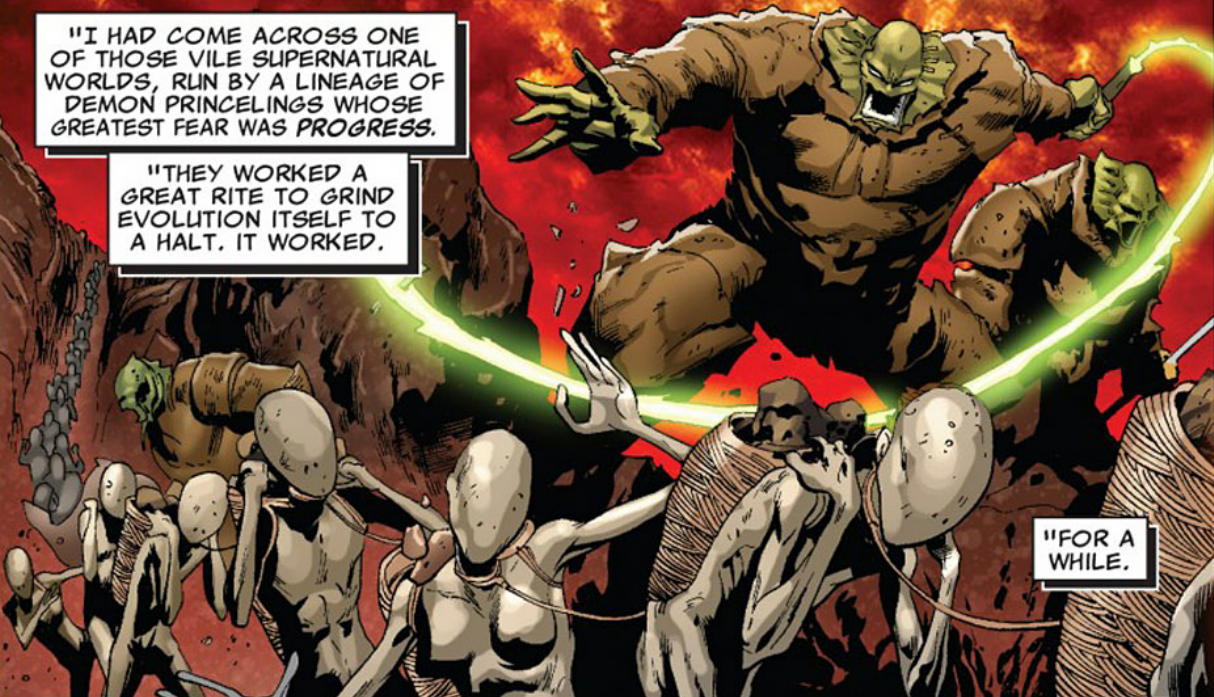 "I HAD COME ACROSS ONE
OF THOSE VILE SUPERNATURAL
WORLDS, RUN BY A LINEAGE OF
DEMON PRINCELINGS WHOSE
GREATEST FEAR WAS PROGRESS.
"THEY WORKED A
GREAT RITE TO GRIND
EVOLUTION ITSELF TO
A HALT. IT WORKED.
"FOR A
WHILE.